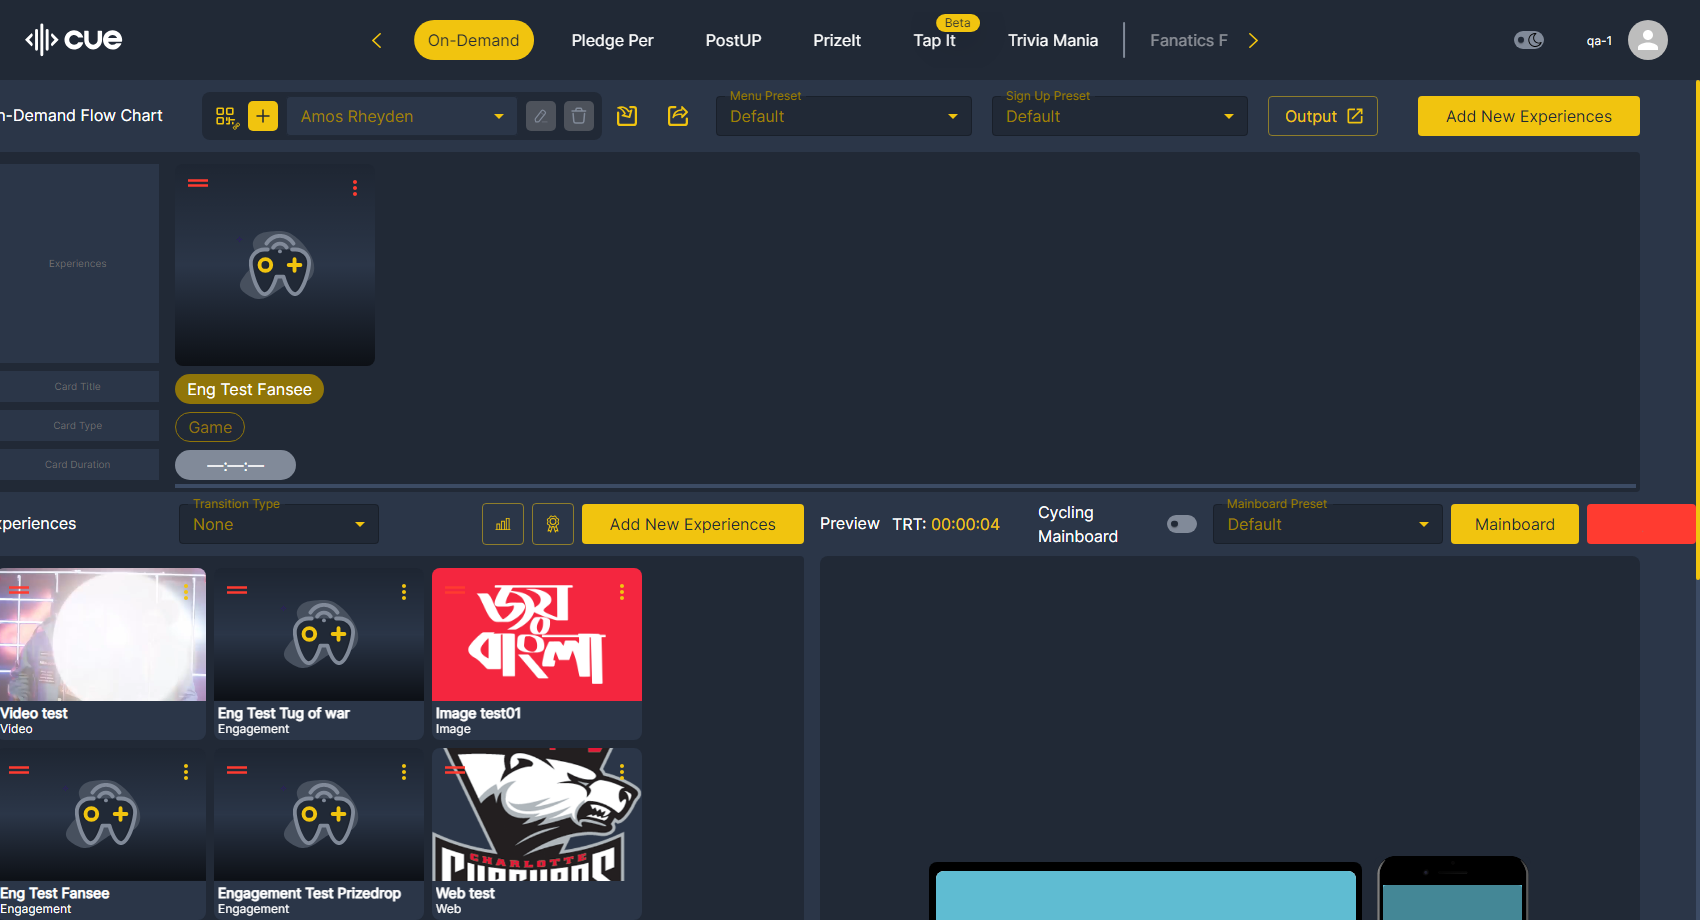 cue
On-Demand
Pledge Per
PostUP
PrizeIt
Beta
Tap It
Trivia Mania
Fanatics F
qa-1
n-Demand Flow Chart
Amos Rheyden
Menu Preset
Default
Sign Up Preset
Default
Output
Add New Experiences
Experiences
Card Title
Card Type
Card Duration
Eng Test Fansee
Game
—:—:—
xperiences
Transition Type
None
Add New Experiences
Preview TRT: 00:00:04
Cycling
Mainboard
Mainboard Preset
Default
Mainboard
Video test
Video
Eng Test Tug of war
Engagement
জয়
বাংলা
Image test01
Image
Eng Test Fansee
Engagement
Engagement Test Prizedrop
Engagement
CHARLOTTE
Web test
Web